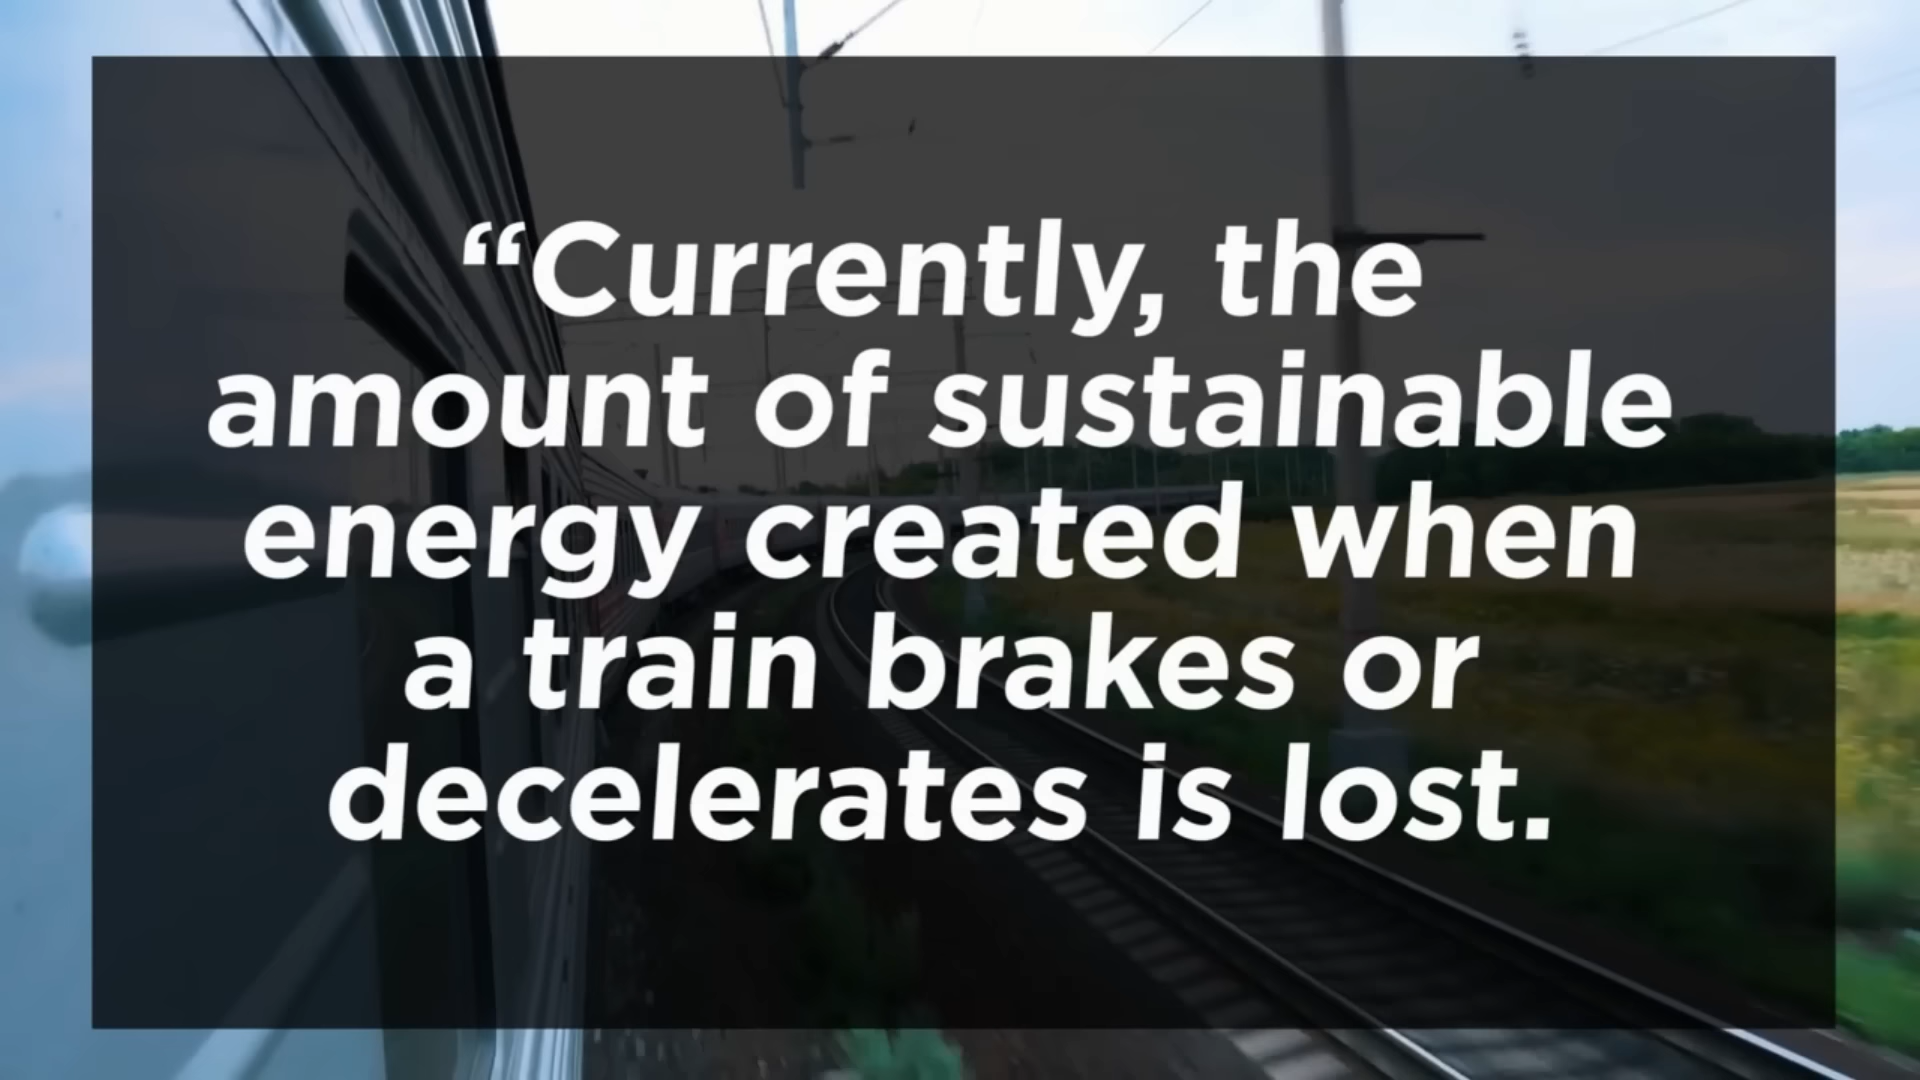 “Currently, the
amount of sustainable
energy created when
a train brakes or
decelerates is lost.